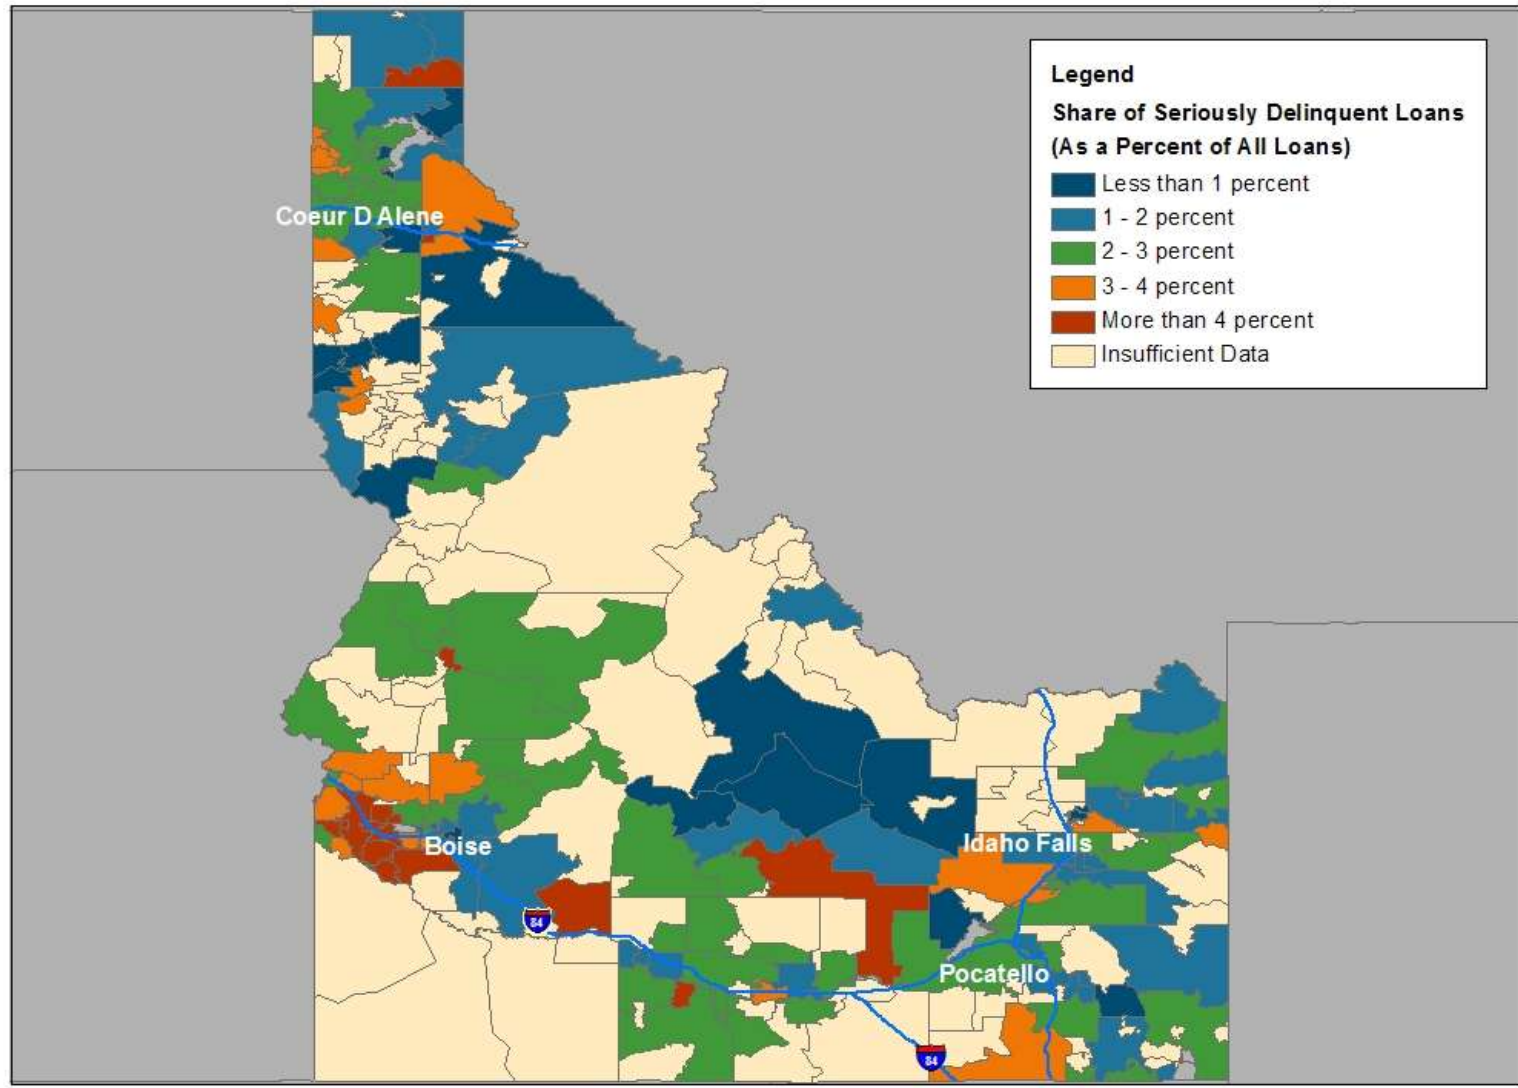 Legend
Share of Seriously Delinquent Loans
(As a Percent of All Loans)
Less than 1 percent
1 - 2 percent
2 - 3 percent
3 - 4 percent
More than 4 percent
Insufficient Data
Coeur D Alene
Boise
Idaho Falls
84
Pocatello
84